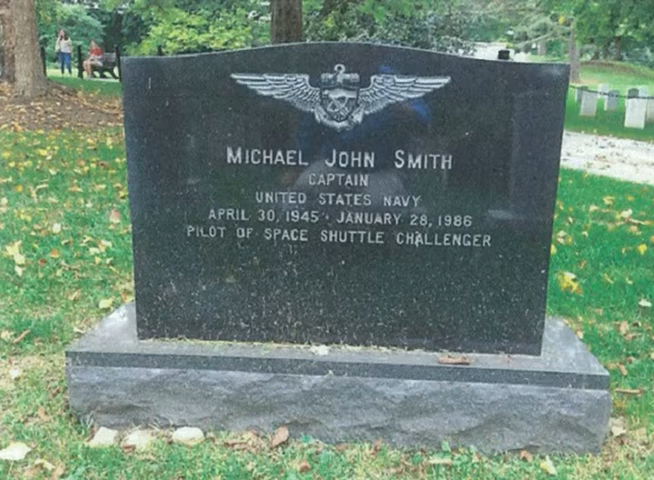 MICHAEL JOHN SMITH
CAPTAIN
UNITED STATES NAVY
APRIL 30, 1945 · JANUARY 28, 1986
PILOT OF SPACE SHUTTLE CHALLENGER